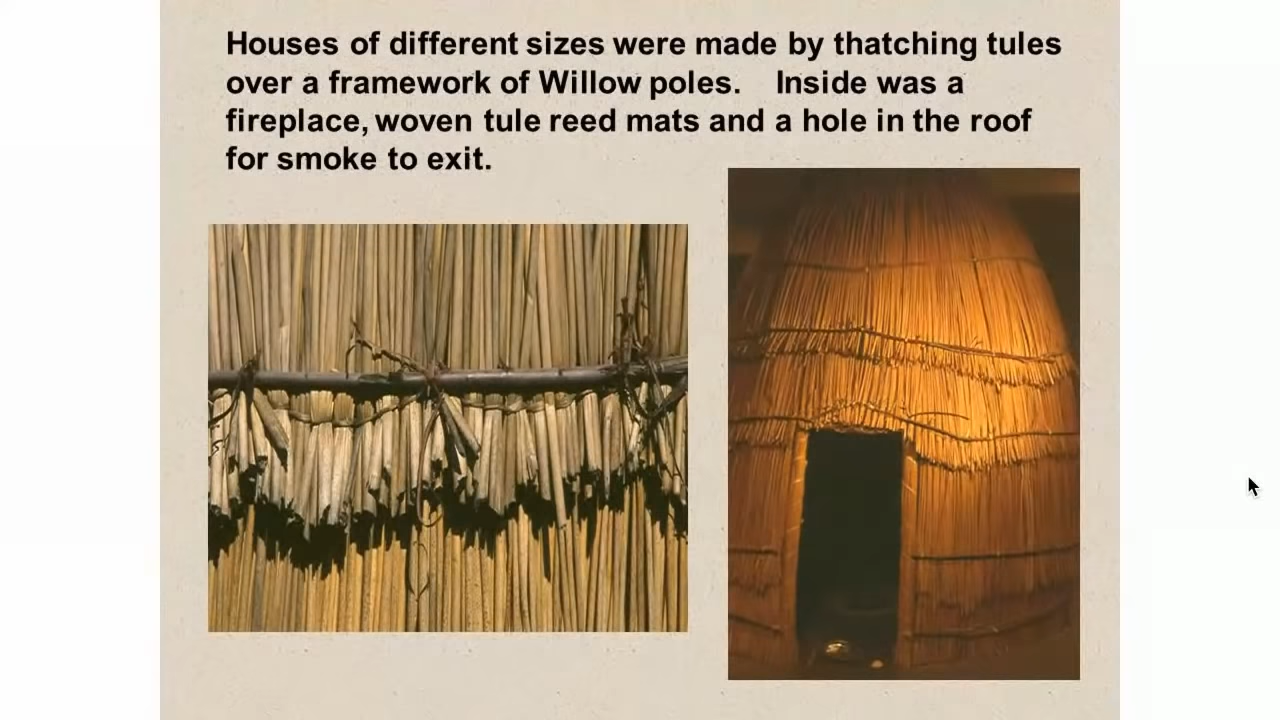 Houses of different sizes were made by thatching tules
over a framework of Willow poles.    Inside was a
fireplace, woven tule reed mats and a hole in the roof
for smoke to exit.